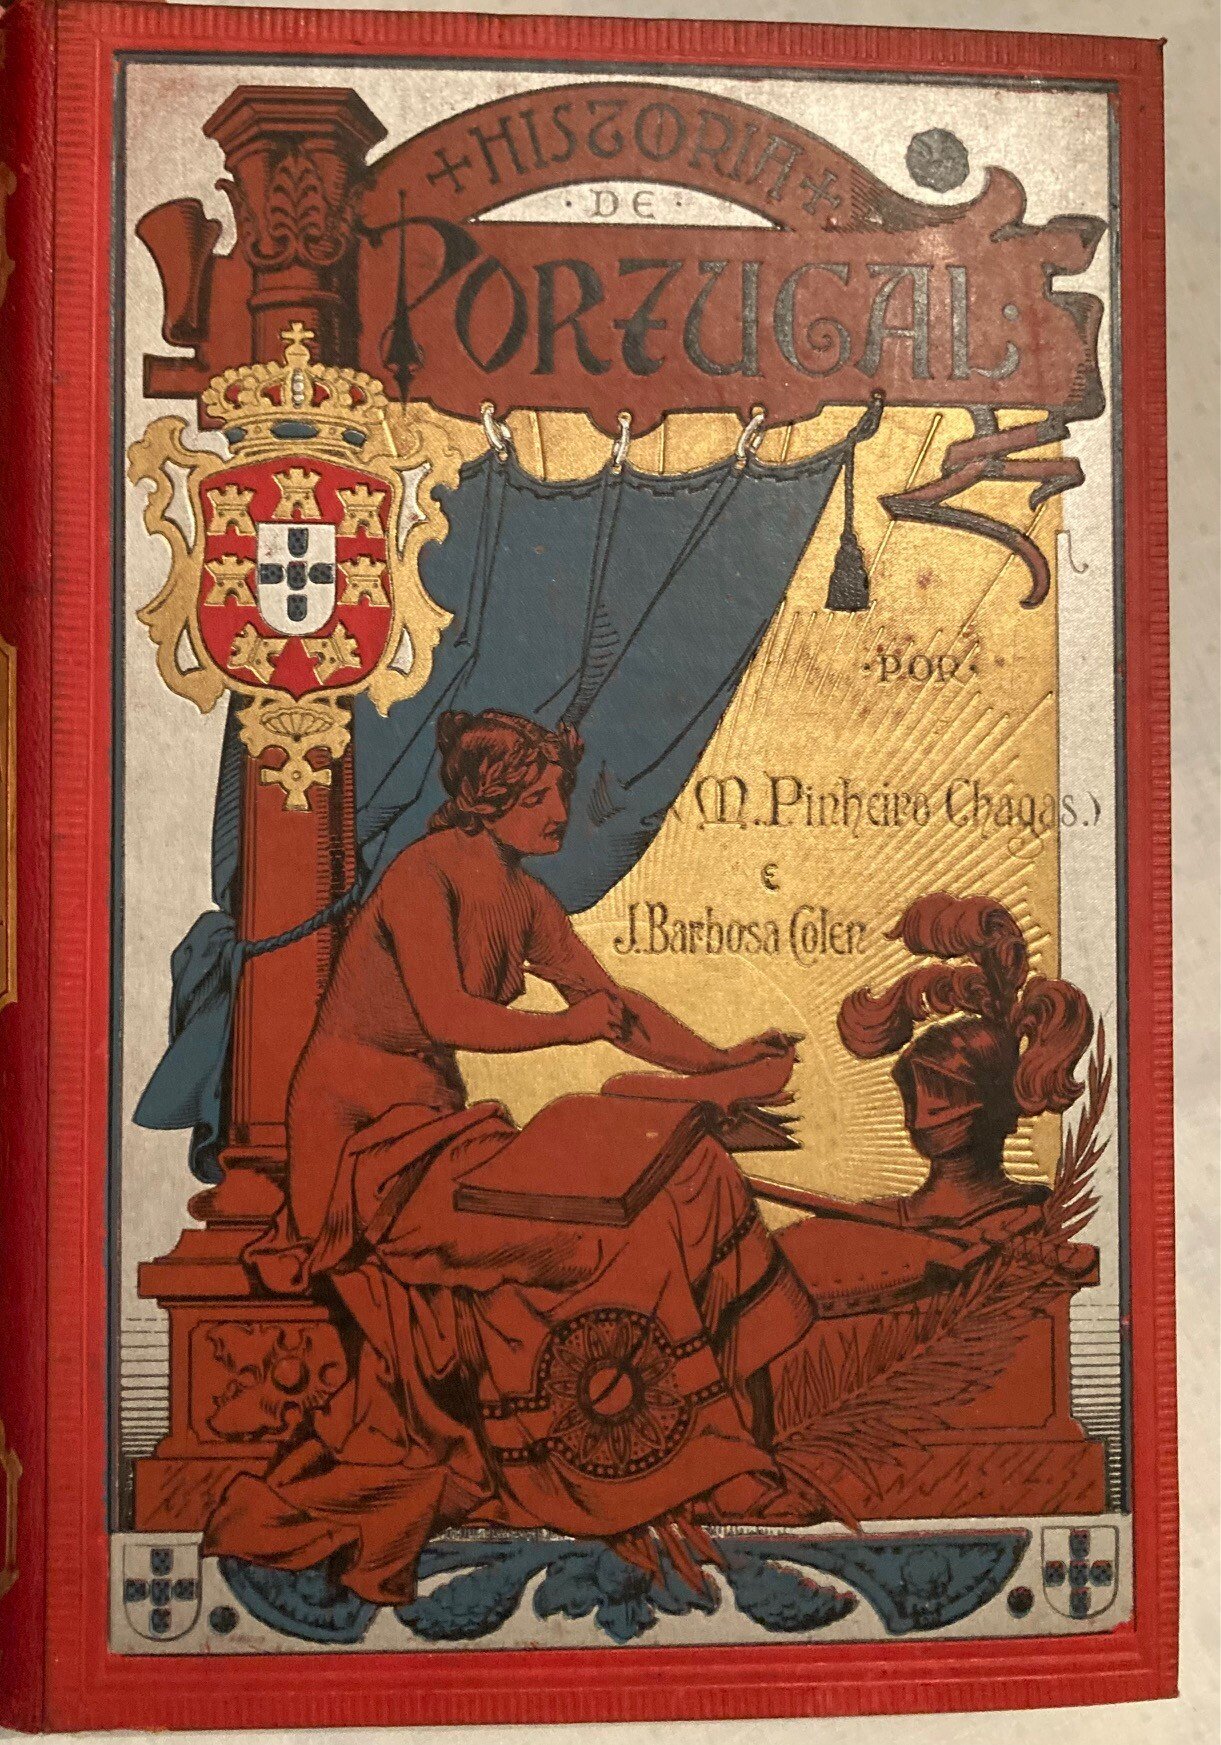 HISTORIA
· DE ·
PORTUGAL·
·POR·
(M. Pinheiro Chagas.)
E
J. Barbosa Colen